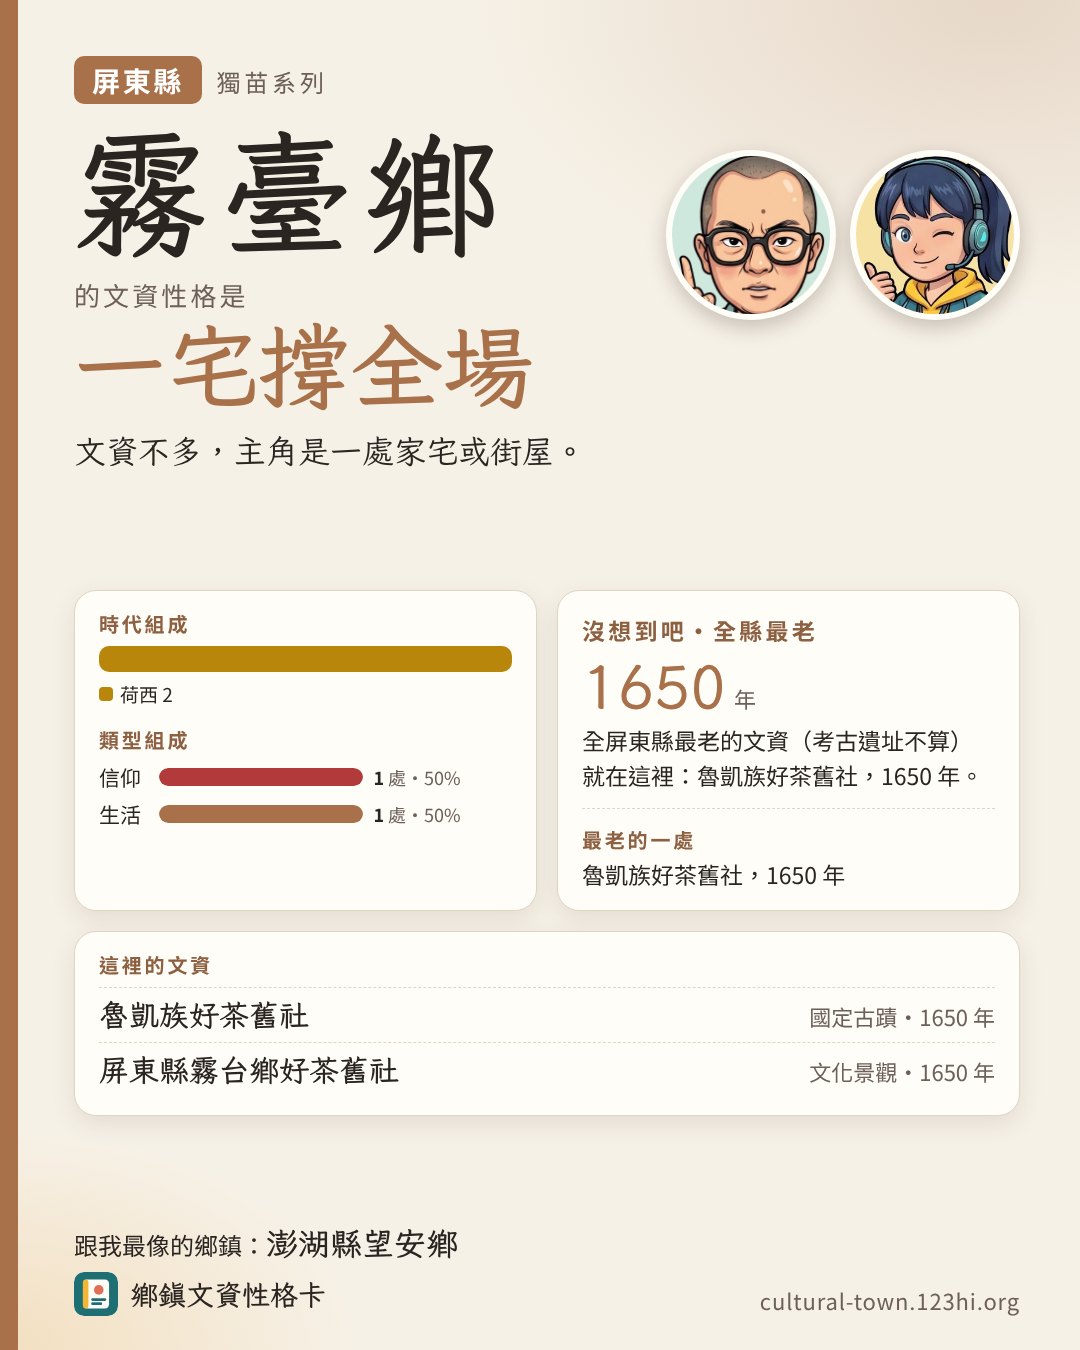 屏東縣 獨苗系列
霧臺鄉
的文資性格是
一宅撐全場
文資不多，主角是一處家宅或街屋。
時代組成
荷西 2
類型組成
信仰 1 處・50%
生活 1 處・50%
沒想到吧・全縣最老
1650 年
全屏東縣最老的文資（考古遺址不算）
就在這裡：魯凱族好茶舊社，1650 年。
最老的一處
魯凱族好茶舊社，1650 年
這裡的文資
魯凱族好茶舊社 國定古蹟・1650 年
屏東縣霧台鄉好茶舊社 文化景觀・1650 年
跟我最像的鄉鎮：澎湖縣望安鄉
鄉鎮文資性格卡
cultural-town.123hi.org